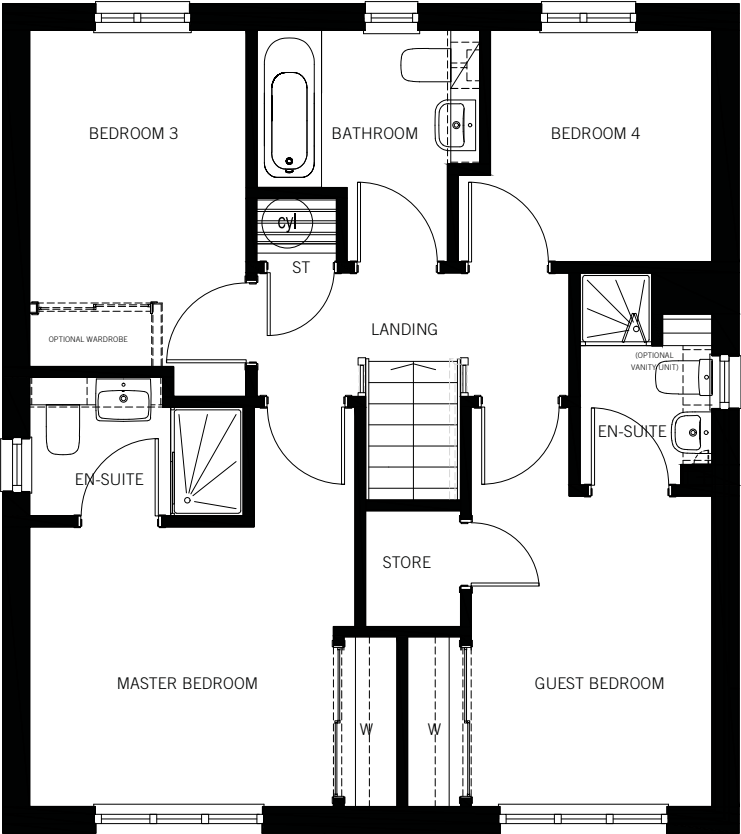 BEDROOM 3
BATHROOM
BEDROOM 4
cyl
ST
LANDING
OPTIONAL WARDROBE
(OPTIONAL
VANITY UNIT)
EN-SUITE
EN-SUITE
STORE
MASTER BEDROOM
GUEST BEDROOM
W
W